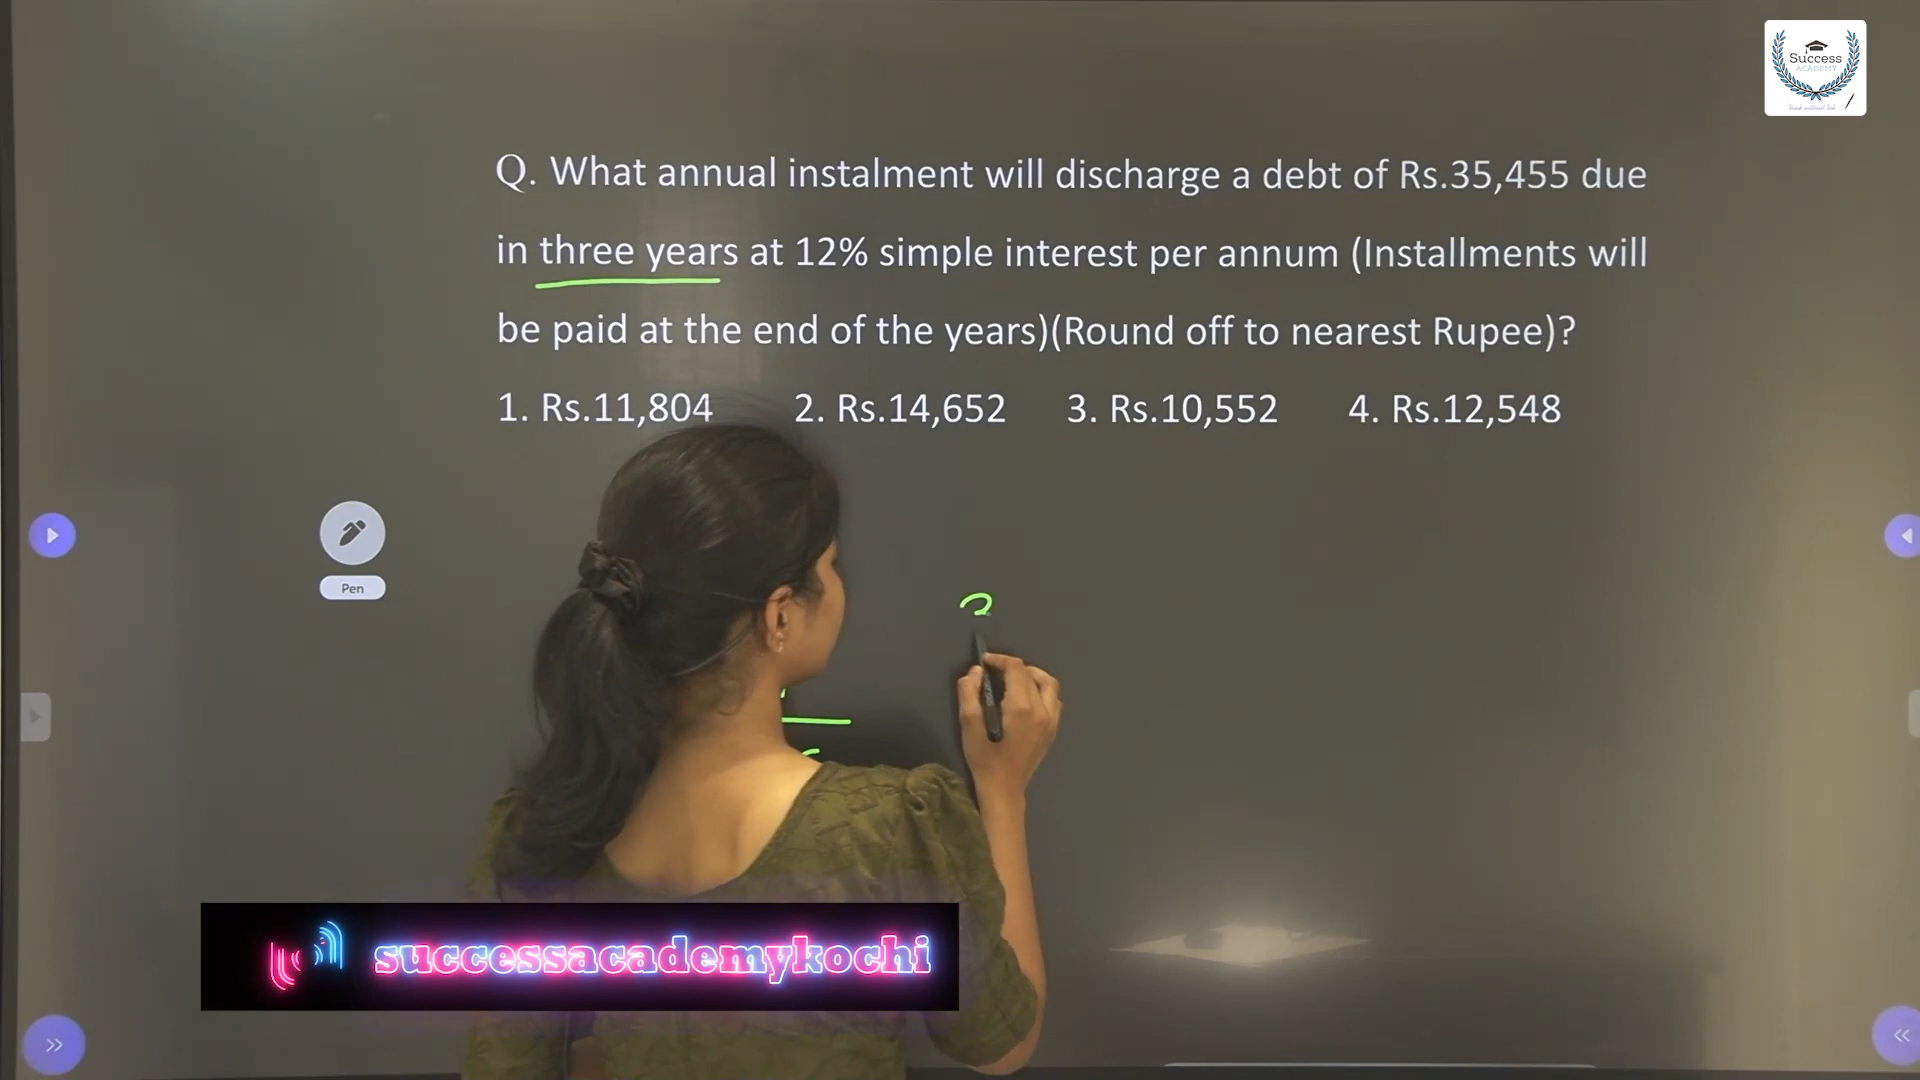 Success
ACADEMY
Q. What annual instalment will discharge a debt of Rs.35,455 due
in three years at 12% simple interest per annum (Installments will
be paid at the end of the years)(Round off to nearest Rupee)?
1. Rs.11,804 2. Rs.14,652 3. Rs.10,552 4. Rs.12,548
Pen
successacademykochi